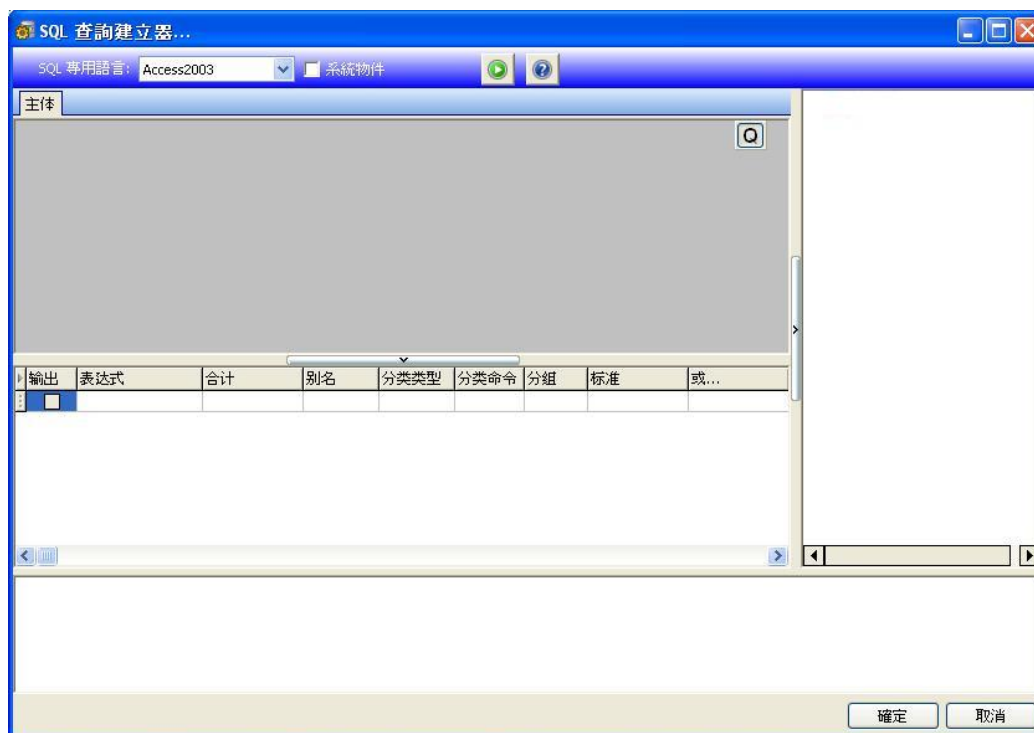 SQL 查詢建立器...
SQL 專用語言: Access2003 系統物件
主体
Q
输出 表达式 合计 别名 分类类型 分类命令 分组 标准 或...
確定 取消